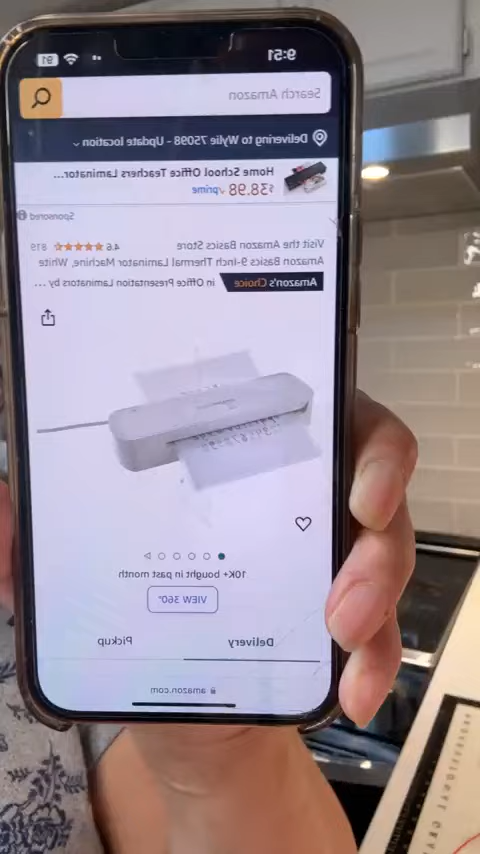 9:51
91
Search Amazon
Delivering to Wylie 75098 - Update location
Home School Office Teachers Laminator...
$38.98 prime
Sponsored
Visit the Amazon Basics Store 4.6 819
Amazon Basics 9-Inch Thermal Laminator Machine, White
Amazon's Choice in Office Presentation Laminators by ...
10K+ bought in past month
VIEW 360°
Delivery Pickup
amazon.com